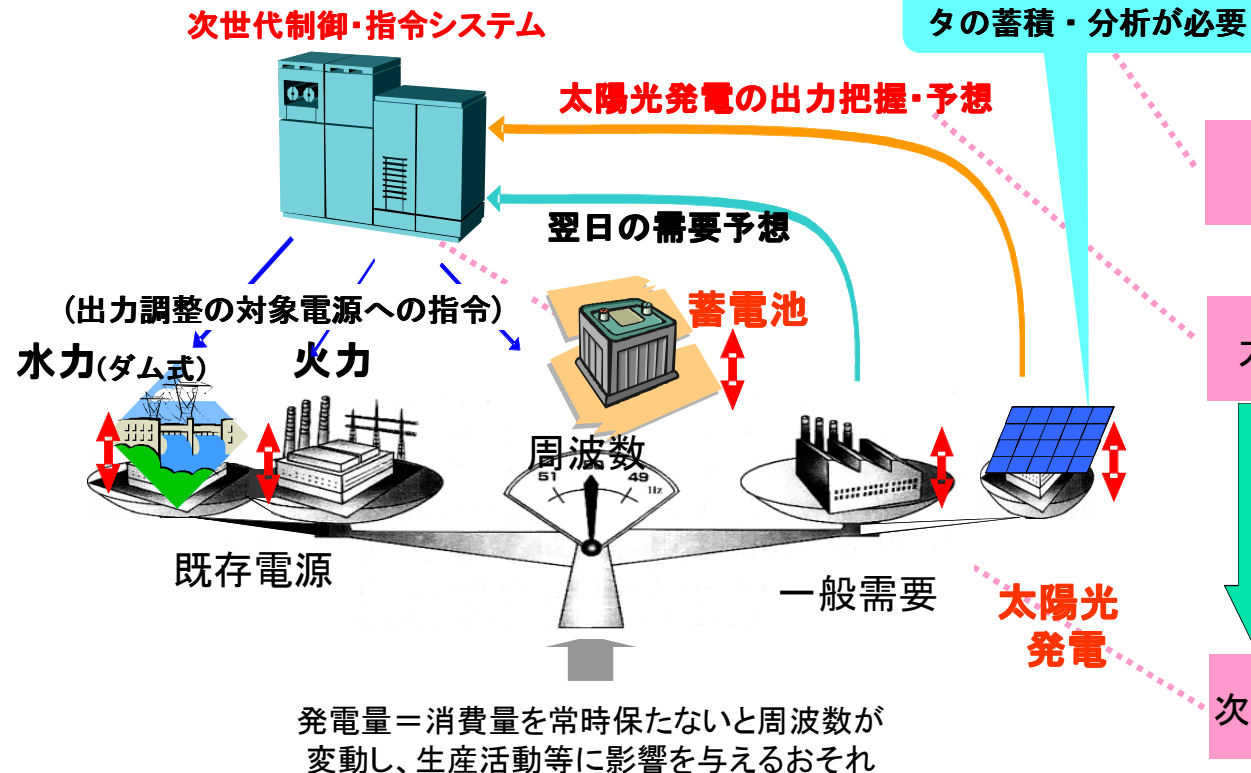 次世代制御・指令システム
タの蓄積・分析が必要
太陽光発電の出力把握・予想
翌日の需要予想
(出力調整の対象電源への指令)
蓄電池
水力(ダム式)
火力
周波数
51
49
Hz
既存電源
一般需要
太陽光
発電
次
発電量＝消費量を常時保たないと周波数が
変動し、生産活動等に影響を与えるおそれ